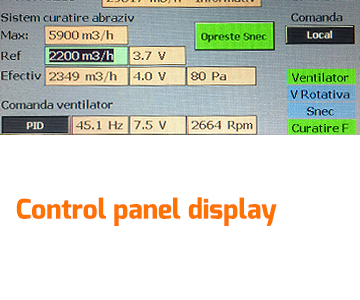 Informativ
Sistem curatire abraziv
Comanda
Max: 5900 m3/h
Opreste Snec
Local
Ref 2200 m3/h 3.7 V
Efectiv 2349 m3/h 4.0 V 80 Pa
Ventilator
V Rotativa
Snec
Comanda ventilator
PID 45.1 Hz 7.5 V 2664 Rpm
Curatire F
Control panel display